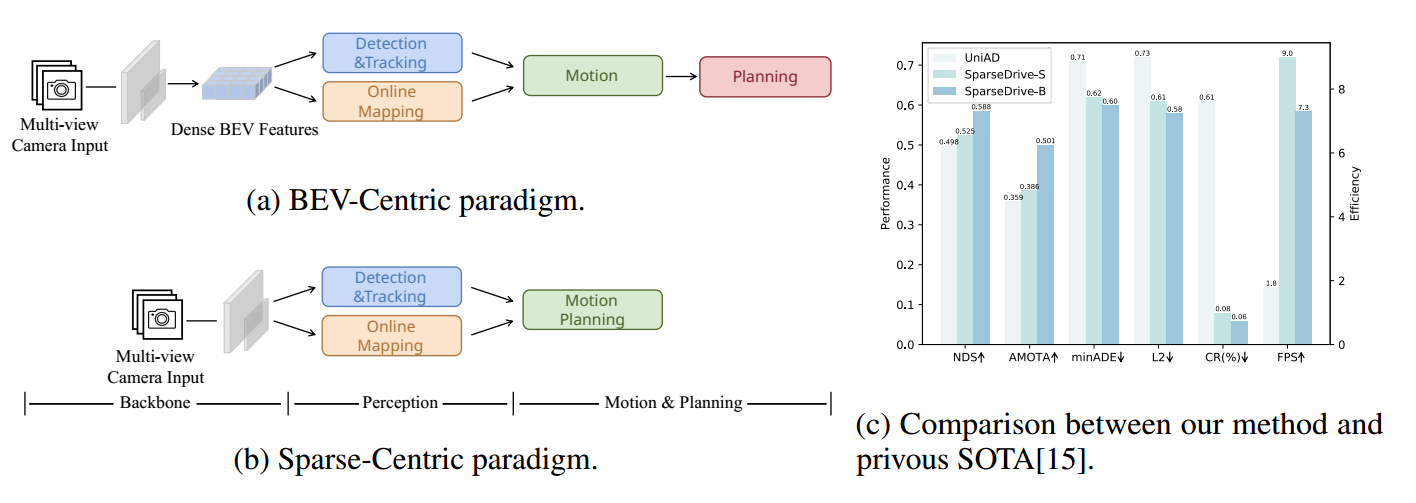 Multi-view
Camera Input
Dense BEV Features
Detection
&Tracking
Online
Mapping
Motion
Planning
(a) BEV-Centric paradigm.
Multi-view
Camera Input
Detection
&Tracking
Online
Mapping
Motion
Planning
Backbone
Perception
Motion & Planning
(b) Sparse-Centric paradigm.
UniAD
SparseDrive-S
SparseDrive-B
Performance
0.7
0.6
0.5
0.4
0.3
0.2
0.1
0.0
0.498
0.525
0.588
0.359
0.386
0.501
0.71
0.62
0.60
0.73
0.61
0.58
0.61
0.08
0.06
1.8
9.0
7.3
8
6
4
2
0
Efficiency
NDS↑
AMOTA↑
minADE↓
L2↓
CR(%)↓
FPS↑
(c) Comparison between our method and
privous SOTA[15].